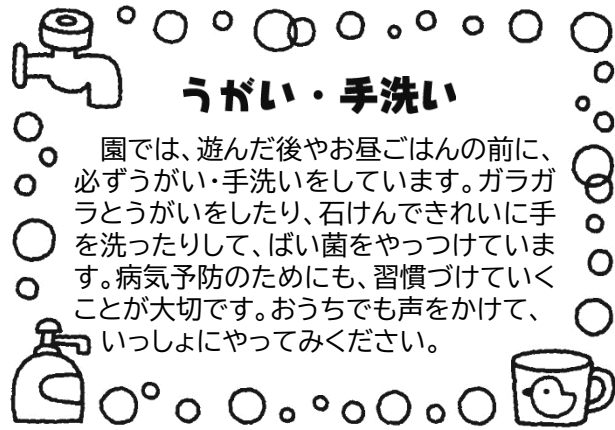 うがい・手洗い
園では、遊んだ後やお昼ごはんの前に、
必ずうがい・手洗いをしています。ガラガ
ラとうがいをしたり、石けんできれいに手
を洗ったりして、ばい菌をやっつけていま
す。病気予防のためにも、習慣づけていく
ことが大切です。おうちでも声をかけて、
いっしょにやってみください。